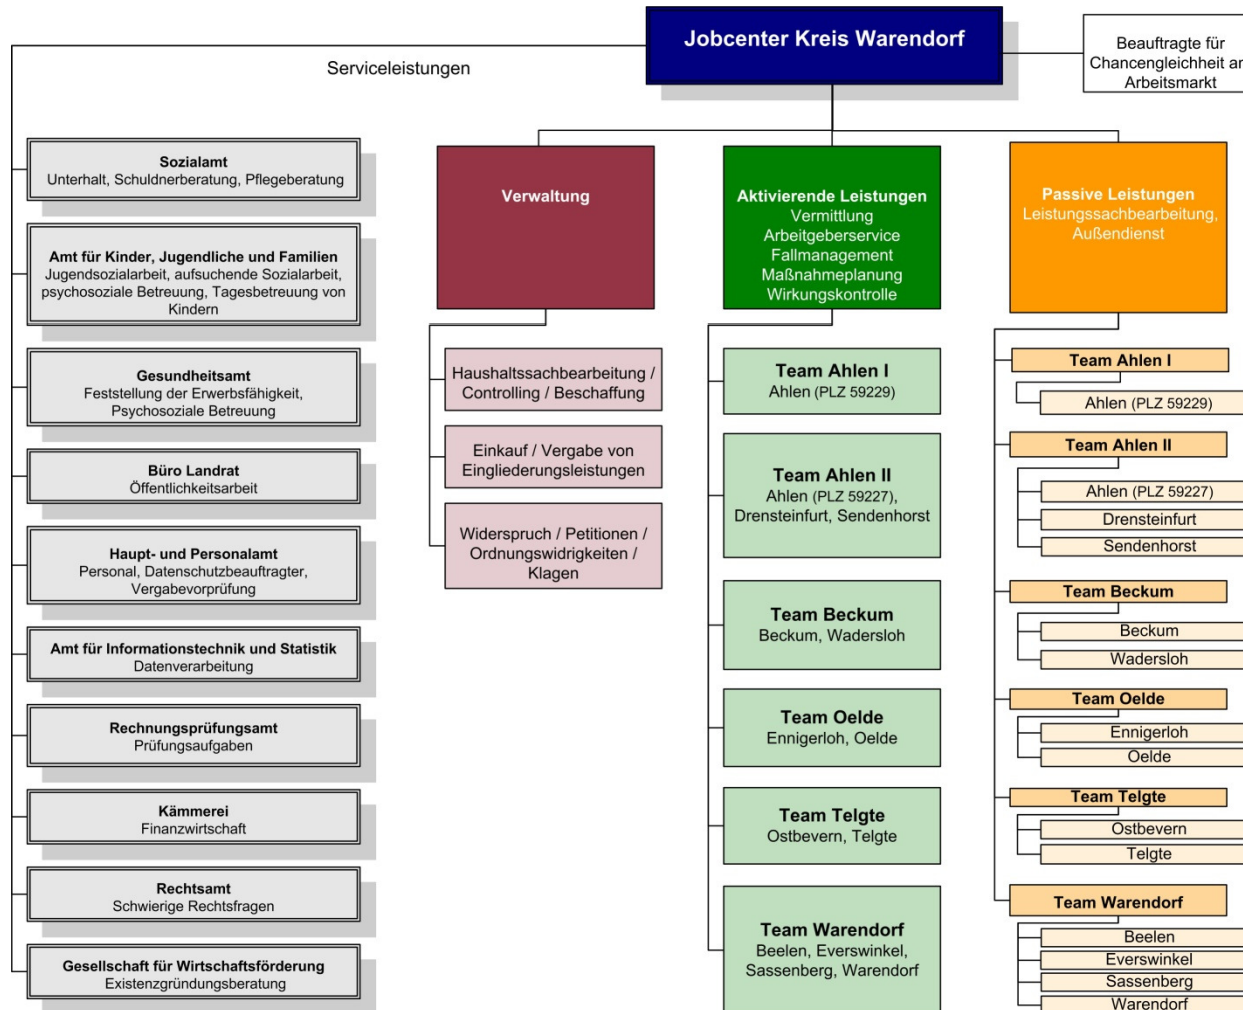 Jobcenter Kreis Warendorf
Beauftragte für
Chancengleichheit
Arbeitsmarkt
Serviceleistungen
Sozialamt
Unterhalt, Schuldnerberatung, Pflegeberatung
Amt für Kinder, Jugendliche und Familien
Jugendsozialarbeit, aufsuchende Sozialarbeit,
psychosoziale Betreuung, Tagesbetreuung von
Kindern
Gesundheitsamt
Feststellung der Erwerbsfähigkeit,
Psychosoziale Betreuung
Büro Landrat
Öffentlichkeitsarbeit
Haupt- und Personalamt
Personal, Datenschutzbeauftragter,
Vergabevorprüfung
Amt für Informationstechnik und Statistik
Datenverarbeitung
Rechnungsprüfungsamt
Prüfungsaufgaben
Kämmerei
Finanzwirtschaft
Rechtsamt
Schwierige Rechtsfragen
Gesellschaft für Wirtschaftsförderung
Existenzgründungsberatung
Verwaltung
Haushaltssachbearbeitung /
Controlling / Beschaffung
Einkauf / Vergabe von
Eingliederungsleistungen
Widerspruch / Petitionen /
Ordnungswidrigkeiten /
Klagen
Aktivierende Leistungen
Vermittlung
Arbeitgeberservice
Fallmanagement
Maßnahmeplanung
Wirkungskontrolle
Team Ahlen I
Ahlen (PLZ 59229)
Team Ahlen II
Ahlen (PLZ 59227),
Drensteinfurt, Sendenhorst
Team Beckum
Beckum, Wadersloh
Team Oelde
Ennigerloh, Oelde
Team Telgte
Ostbevern, Telgte
Team Warendorf
Beelen, Everswinkel,
Sassenberg, Warendorf
Passive Leistungen
Leistungssachbearbeitung,
Außendienst
Team Ahlen I
Ahlen (PLZ 59229)
Team Ahlen II
Ahlen (PLZ 59227)
Drensteinfurt
Sendenhorst
Team Beckum
Beckum
Wadersloh
Team Oelde
Ennigerloh
Oelde
Team Telgte
Ostbevern
Telgte
Team Warendorf
Beelen
Everswinkel
Sassenberg
Warendorf